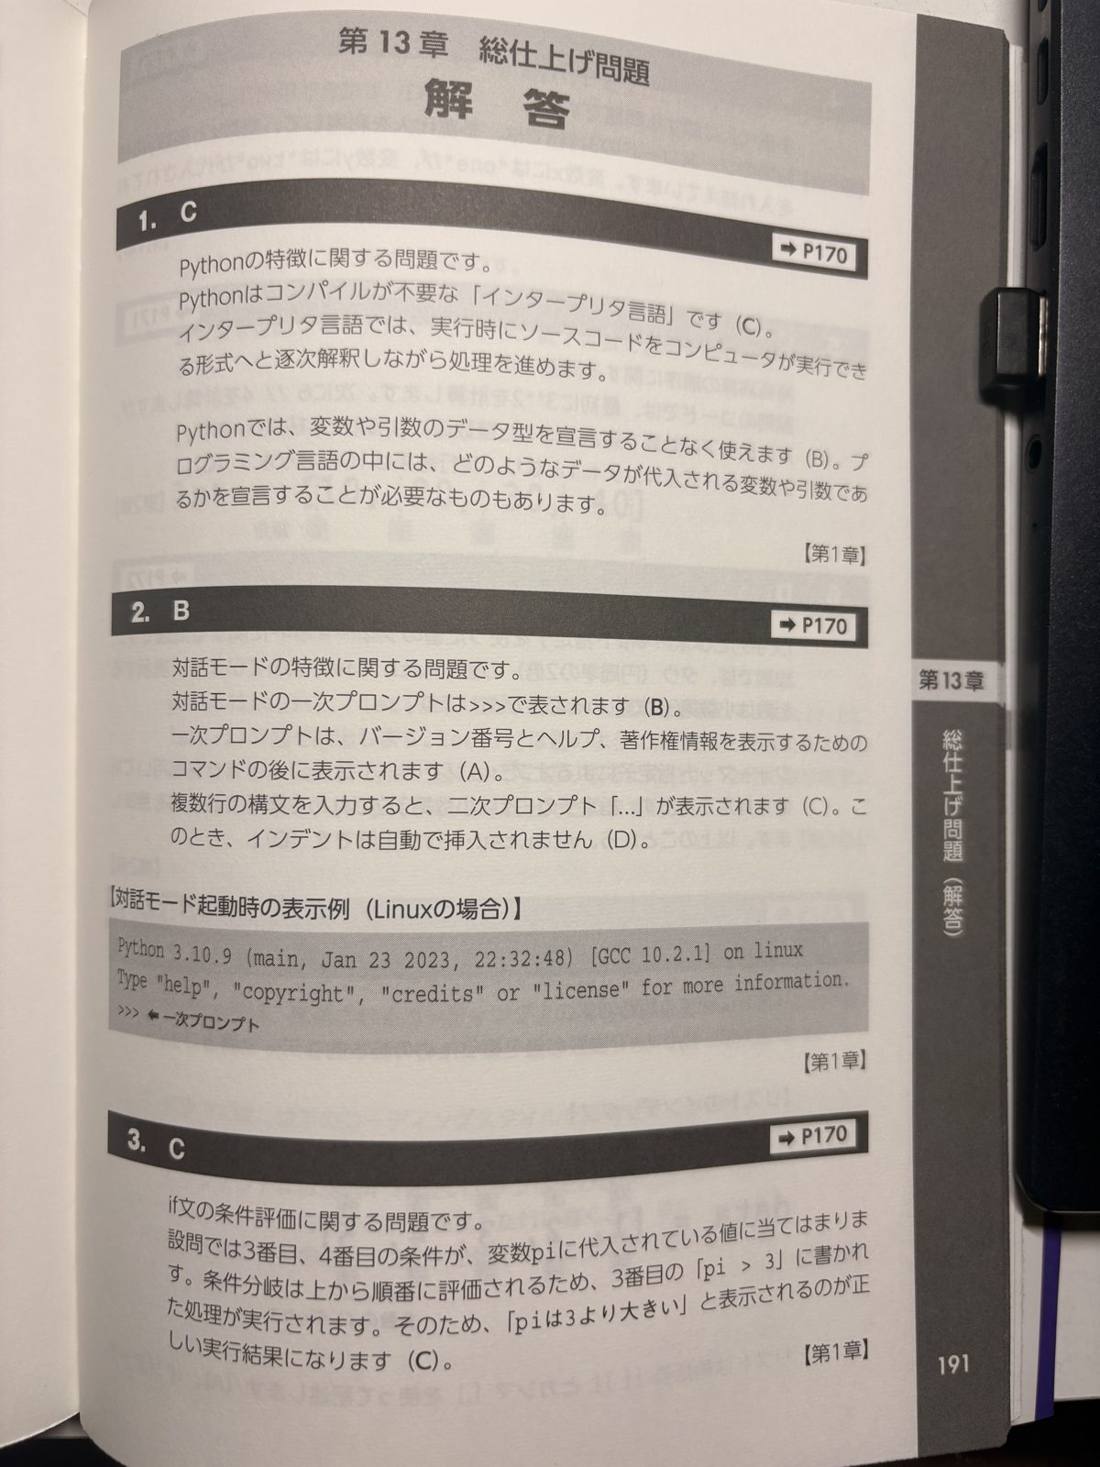 第13章 総仕上げ問題
解 答
1. C
➡ P170
Pythonの特徴に関する問題です。
Pythonはコンパイルが不要な「インタープリタ言語」です（C）。
インタープリタ言語では、実行時にソースコードをコンピュータが実行でき
る形式へと逐次解釈しながら処理を進めます。
Pythonでは、変数や引数のデータ型を宣言することなく使えます（B）。プ
ログラミング言語の中には、どのようなデータが代入される変数や引数であ
るかを宣言することが必要なものもあります。
【第1章】
2. B
➡ P170
対話モードの特徴に関する問題です。
対話モードの一次プロンプトは>>>で表されます（B）。
一次プロンプトは、バージョン番号とヘルプ、著作権情報を表示するための
コマンドの後に表示されます（A）。
複数行の構文を入力すると、二次プロンプト「...」が表示されます（C）。こ
のとき、インデントは自動で挿入されません（D）。
【対話モード起動時の表示例（Linuxの場合）】
Python 3.10.9 (main, Jan 23 2023, 22:32:48) [GCC 10.2.1] on linux
Type "help", "copyright", "credits" or "license" for more information.
>>> ⬅ 一次プロンプト
【第1章】
3. C
➡ P170
if文の条件評価に関する問題です。
設問では3番目、4番目の条件が、変数piに代入されている値に当てはまりま
す。条件分岐は上から順番に評価されるため、3番目の「pi > 3」に書かれ
た処理が実行されます。そのため、「piは3より大きい」と表示されるのが正
しい実行結果になります（C）。
【第1章】
第13章
総仕上げ問題（解答）
191